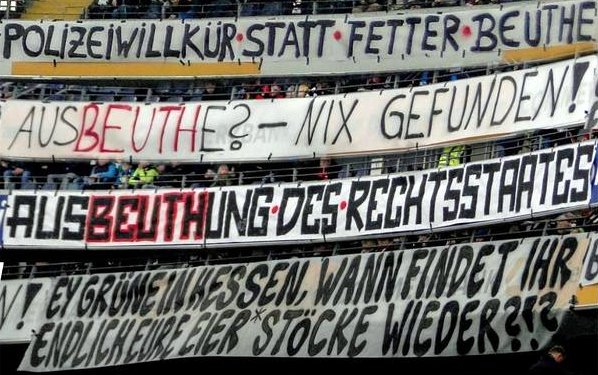 POLIZEIWILLKÜR·STATT·FETTER·BEUTE
AUSBEUTHE?-NIX GEFUNDEN!
AUSBEUTHUNG·DES·RECHTSSTAATES
N! EY GRÜNE IN HESSEN, WANN FINDET IHR
ENDLICH EURE EIER*STÖCKE WIEDER?!?